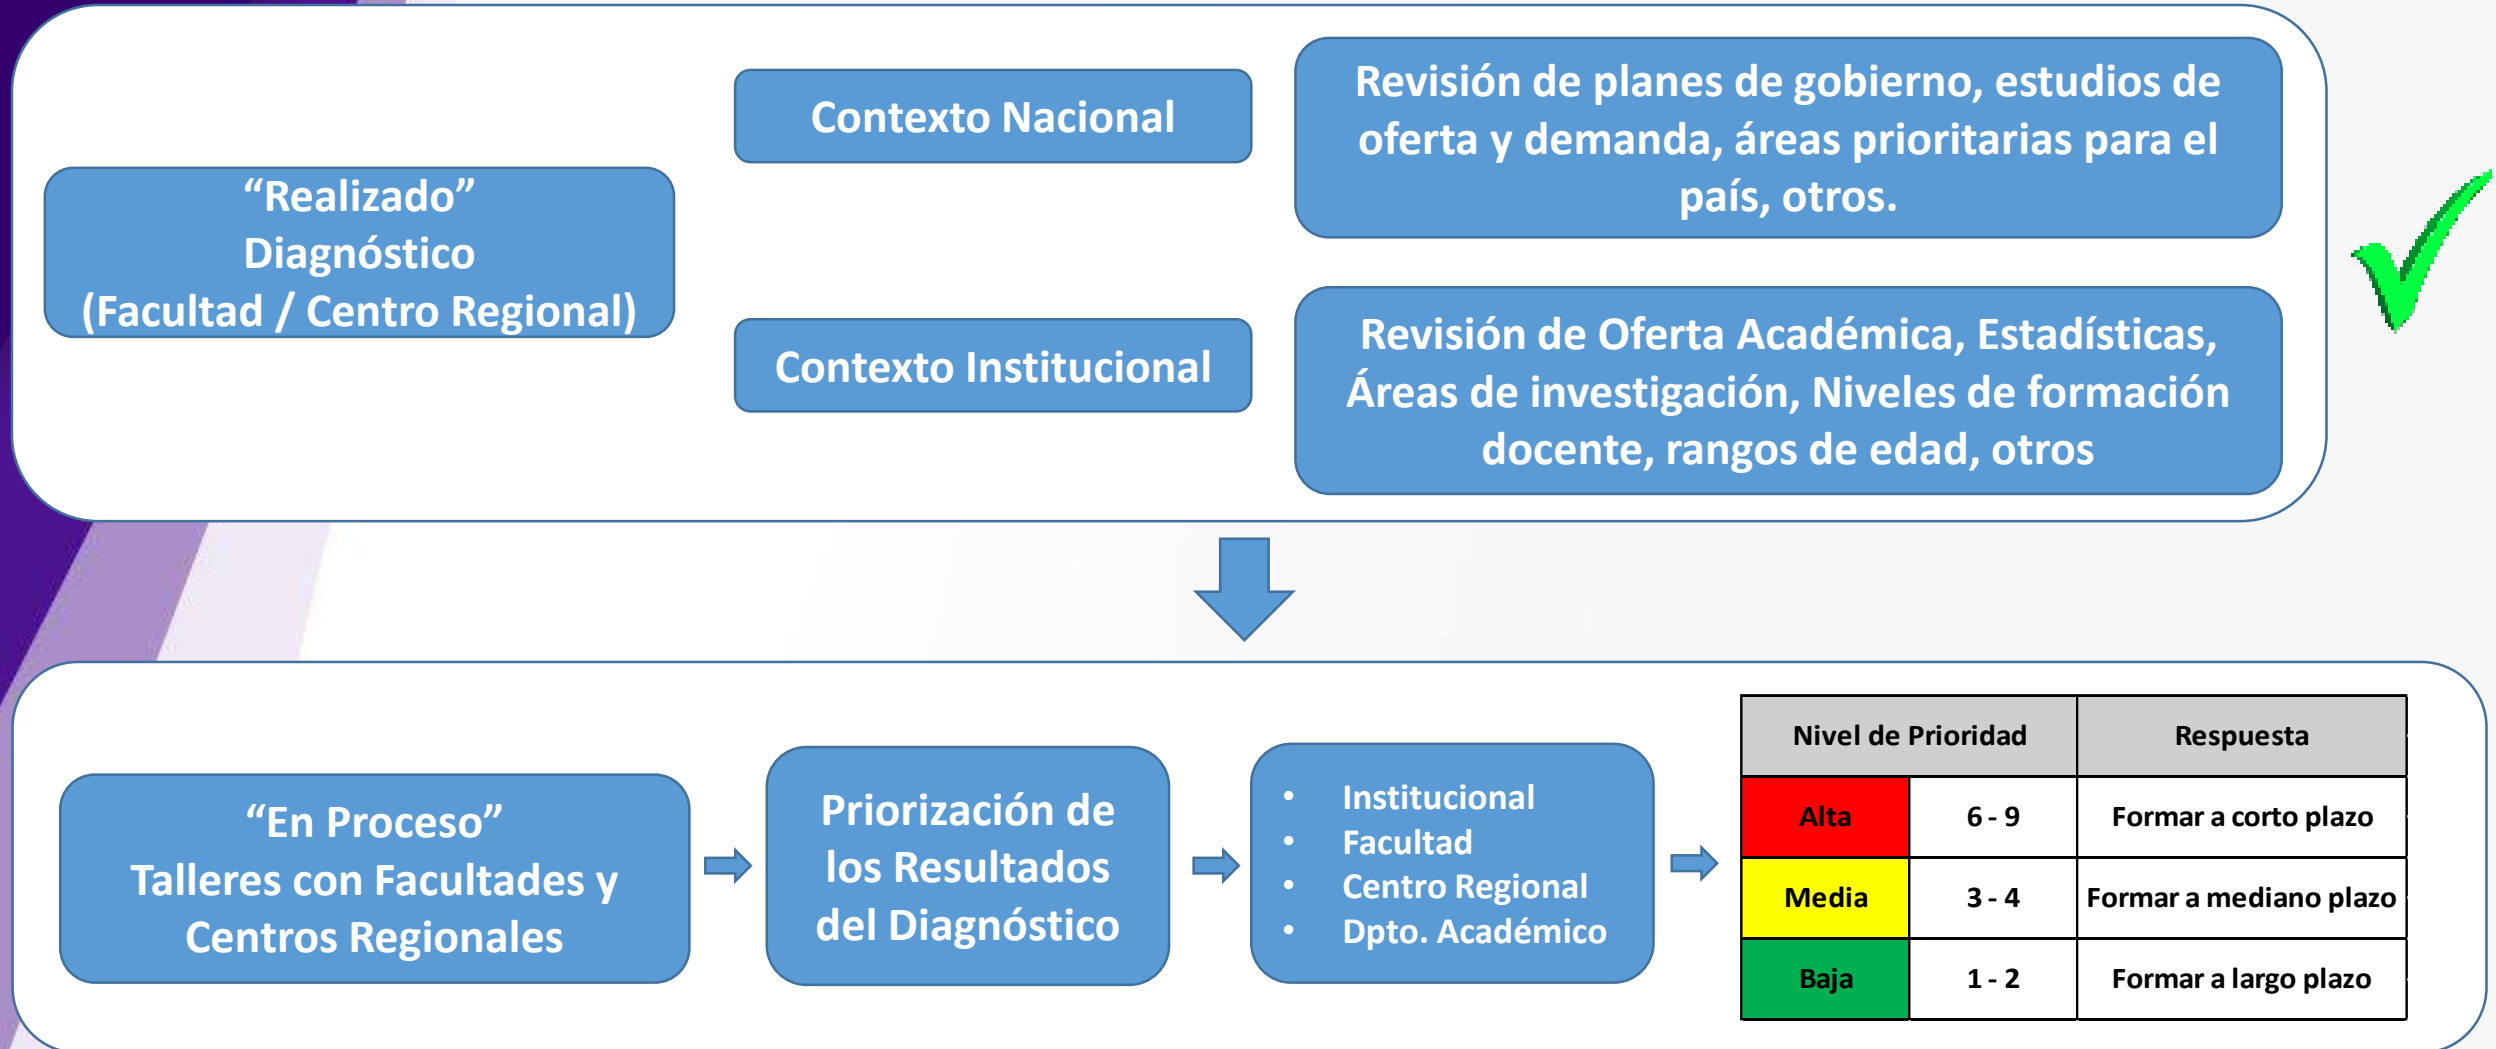 “Realizado”
Diagnóstico
(Facultad / Centro Regional)
Contexto Nacional
Revisión de planes de gobierno, estudios de
oferta y demanda, áreas prioritarias para el
país, otros.
Contexto Institucional
Revisión de Oferta Académica, Estadísticas,
Áreas de investigación, Niveles de formación
docente, rangos de edad, otros
“En Proceso”
Talleres con Facultades y
Centros Regionales
Priorización de
los Resultados
del Diagnóstico
• Institucional
• Facultad
• Centro Regional
• Dpto. Académico
Nivel de Prioridad Respuesta
Alta 6 - 9 Formar a corto plazo
Media 3 - 4 Formar a mediano plazo
Baja 1 - 2 Formar a largo plazo